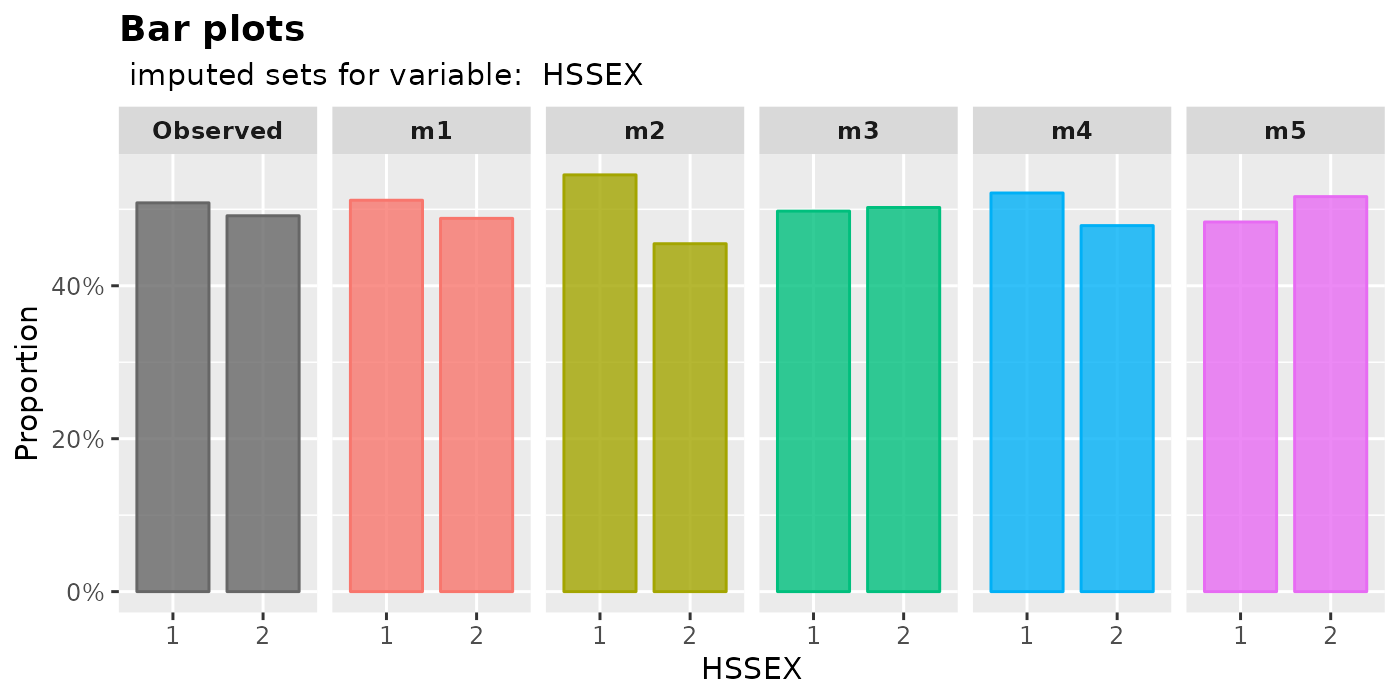 Bar plots
imputed sets for variable:  HSSEX
Observed m1 m2 m3 m4 m5
Proportion
40%
20%
0%
1 2 1 2 1 2 1 2 1 2 1 2
HSSEX